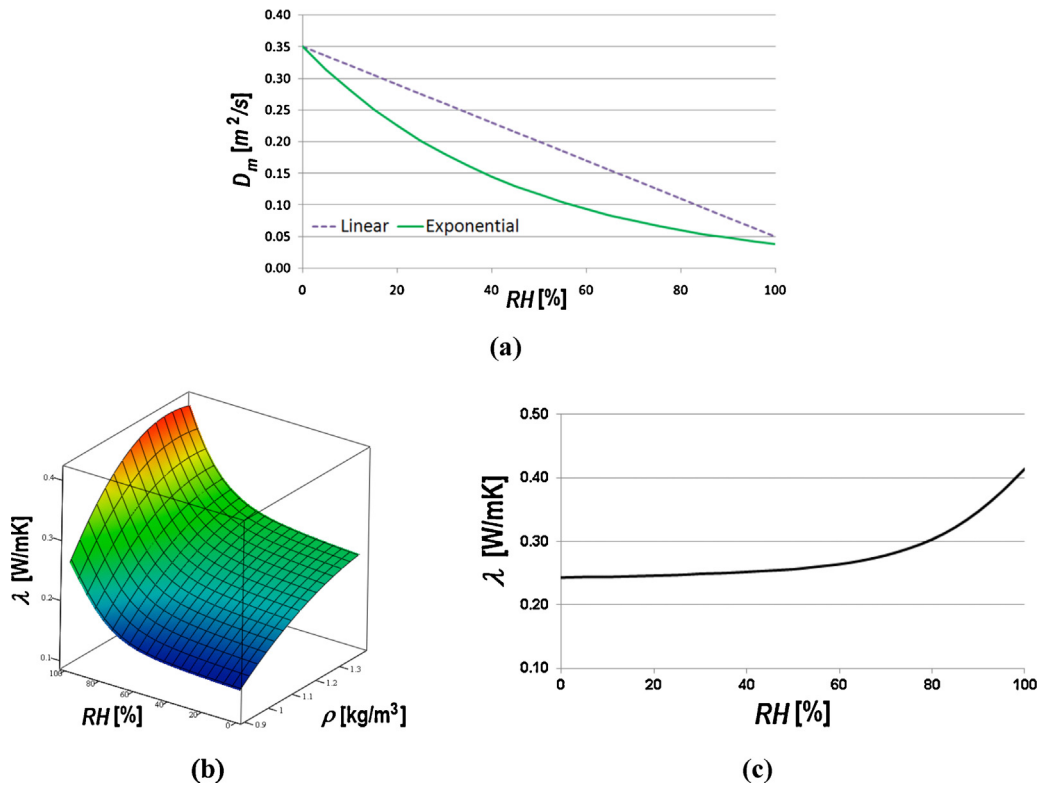 0.40
0.35
0.30
0.25
0.20
0.15
0.10
0.05
0.00
D_m [m²/s]
Linear Exponential
0 20 40 60 80 100
RH [%]
(a)
0.4
0.3
0.2
0.1
λ [W/mK]
100 80 60 40 20 0
RH [%]
0.9 1 1.1 1.2 1.3
ρ [kg/m³]
(b)
0.50
0.40
0.30
0.20
0.10
λ [W/mK]
0 20 40 60 80 100
RH [%]
(c)